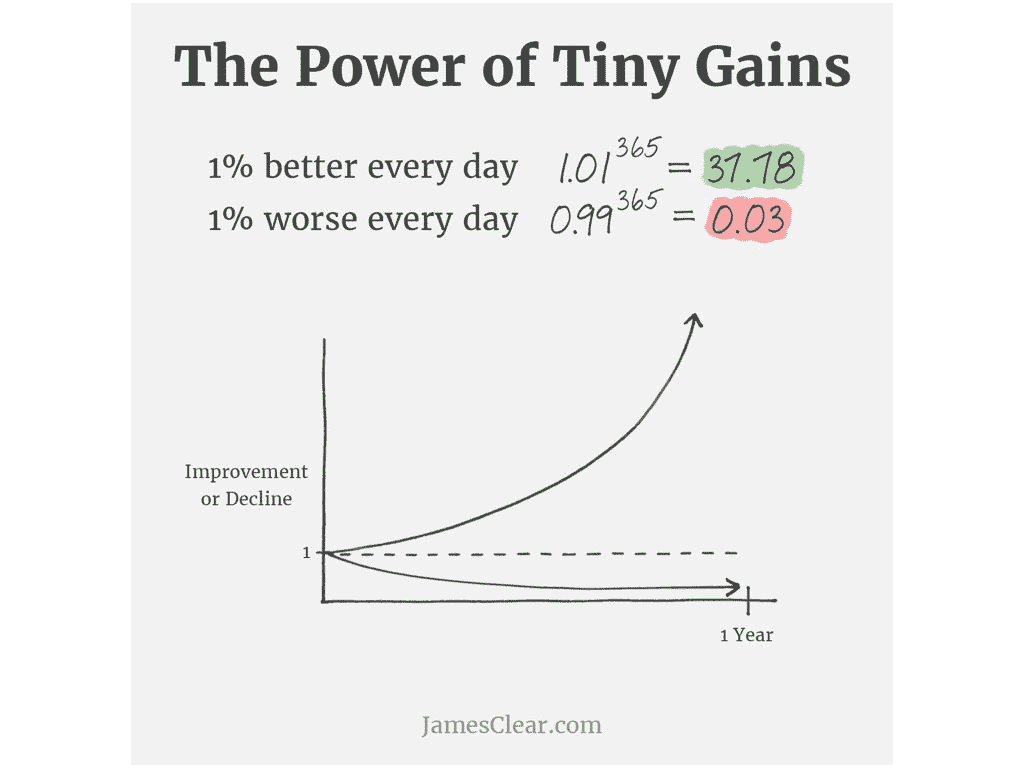 The Power of Tiny Gains
1% better every day 1.01^365 = 37.78
1% worse every day 0.99^365 = 0.03
Improvement
or Decline
1
1 Year
JamesClear.com